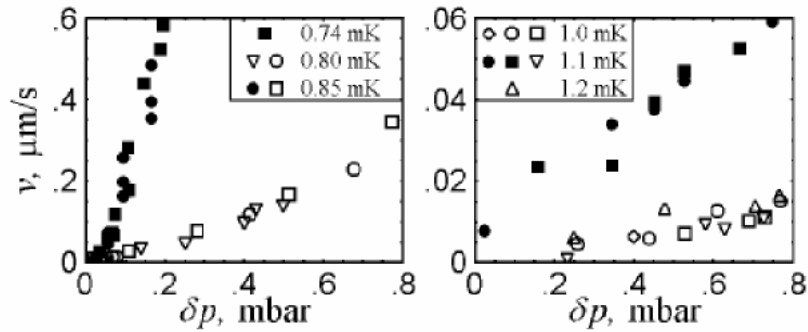 .6
.4
.2
0
v, μm/s
0.74 mK
0.80 mK
0.85 mK
0 .2 .4 .6 .8
δp, mbar
.06
.04
.02
0
1.0 mK
1.1 mK
1.2 mK
0 .2 .4 .6 .8
δp, mbar